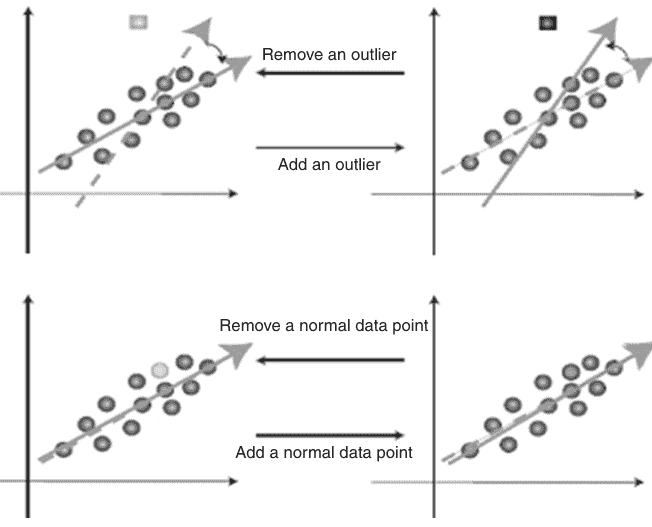 Remove an outlier
Add an outlier
Remove a normal data point
Add a normal data point